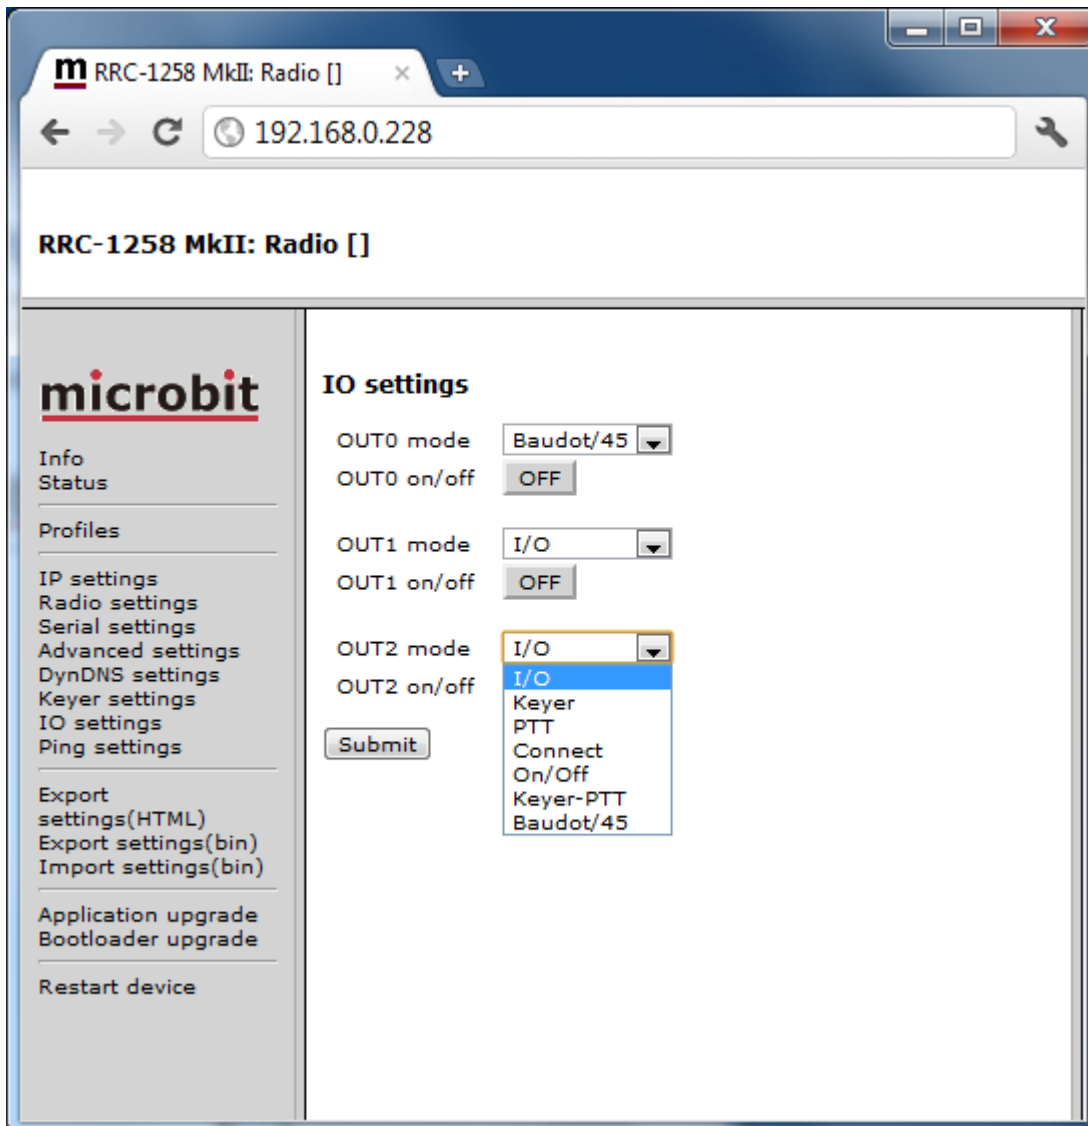 RRC-1258 MkII: Radio []
192.168.0.228
RRC-1258 MkII: Radio []
microbit
Info
Status
Profiles
IP settings
Radio settings
Serial settings
Advanced settings
DynDNS settings
Keyer settings
IO settings
Ping settings
Export
settings(HTML)
Export settings(bin)
Import settings(bin)
Application upgrade
Bootloader upgrade
Restart device
IO settings
OUT0 mode Baudot/45
OUT0 on/off OFF
OUT1 mode I/O
OUT1 on/off OFF
OUT2 mode I/O
OUT2 on/off
I/O
Keyer
PTT
Connect
On/Off
Keyer-PTT
Baudot/45
Submit